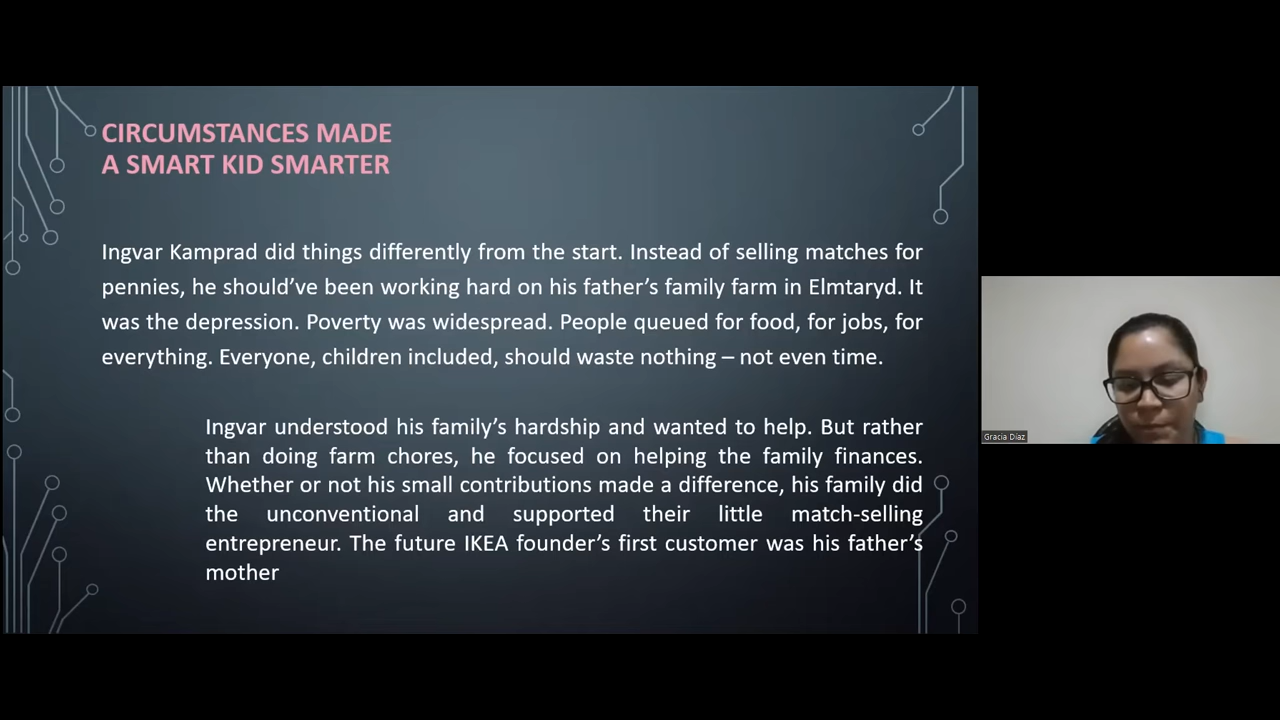 CIRCUMSTANCES MADE
A SMART KID SMARTER
Ingvar Kamprad did things differently from the start. Instead of selling matches for
pennies, he should’ve been working hard on his father’s family farm in Elmtaryd. It
was the depression. Poverty was widespread. People queued for food, for jobs, for
everything. Everyone, children included, should waste nothing – not even time.
Ingvar understood his family’s hardship and wanted to help. But rather
than doing farm chores, he focused on helping the family finances.
Whether or not his small contributions made a difference, his family did
the unconventional and supported their little match-selling
entrepreneur. The future IKEA founder’s first customer was his father’s
mother
Gracia Díaz